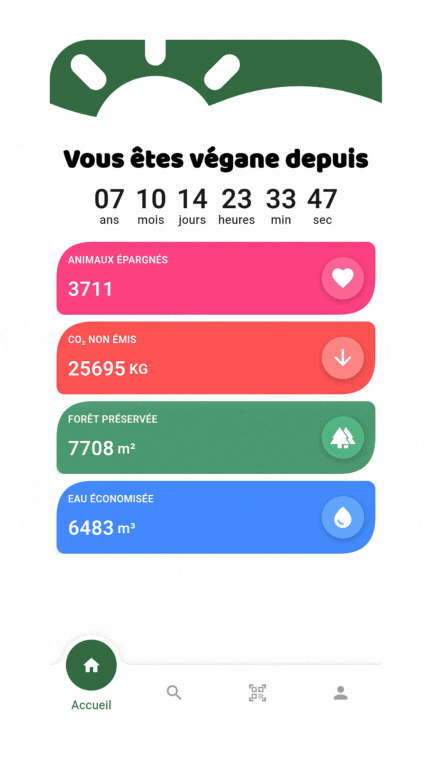 Vous êtes végane depuis
07 10 14 23 33 47
ans mois jours heures min sec
ANIMAUX ÉPARGNÉS
3711
CO₂ NON ÉMIS
25695 KG
FORÊT PRÉSERVÉE
7708 m²
EAU ÉCONOMISÉE
6483 m³
Accueil